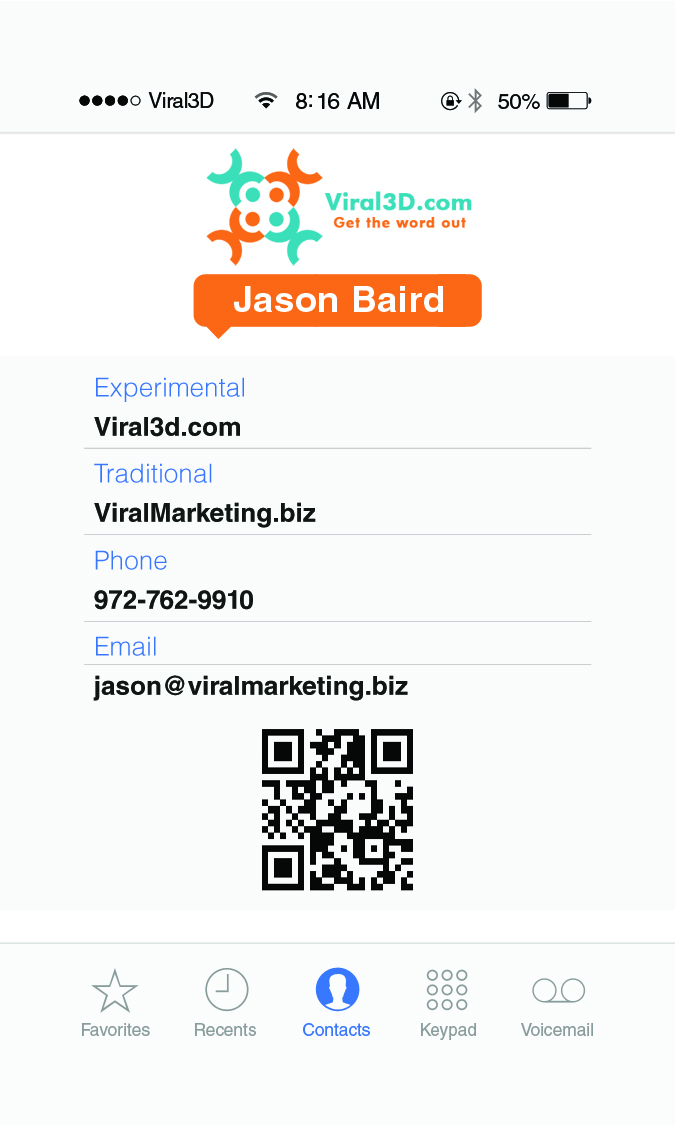 Viral3D 8:16 AM 50%
Viral3D.com
Get the word out
Jason Baird
Experimental
Viral3d.com
Traditional
ViralMarketing.biz
Phone
972-762-9910
Email
jason@viralmarketing.biz
Favorites Recents Contacts Keypad Voicemail